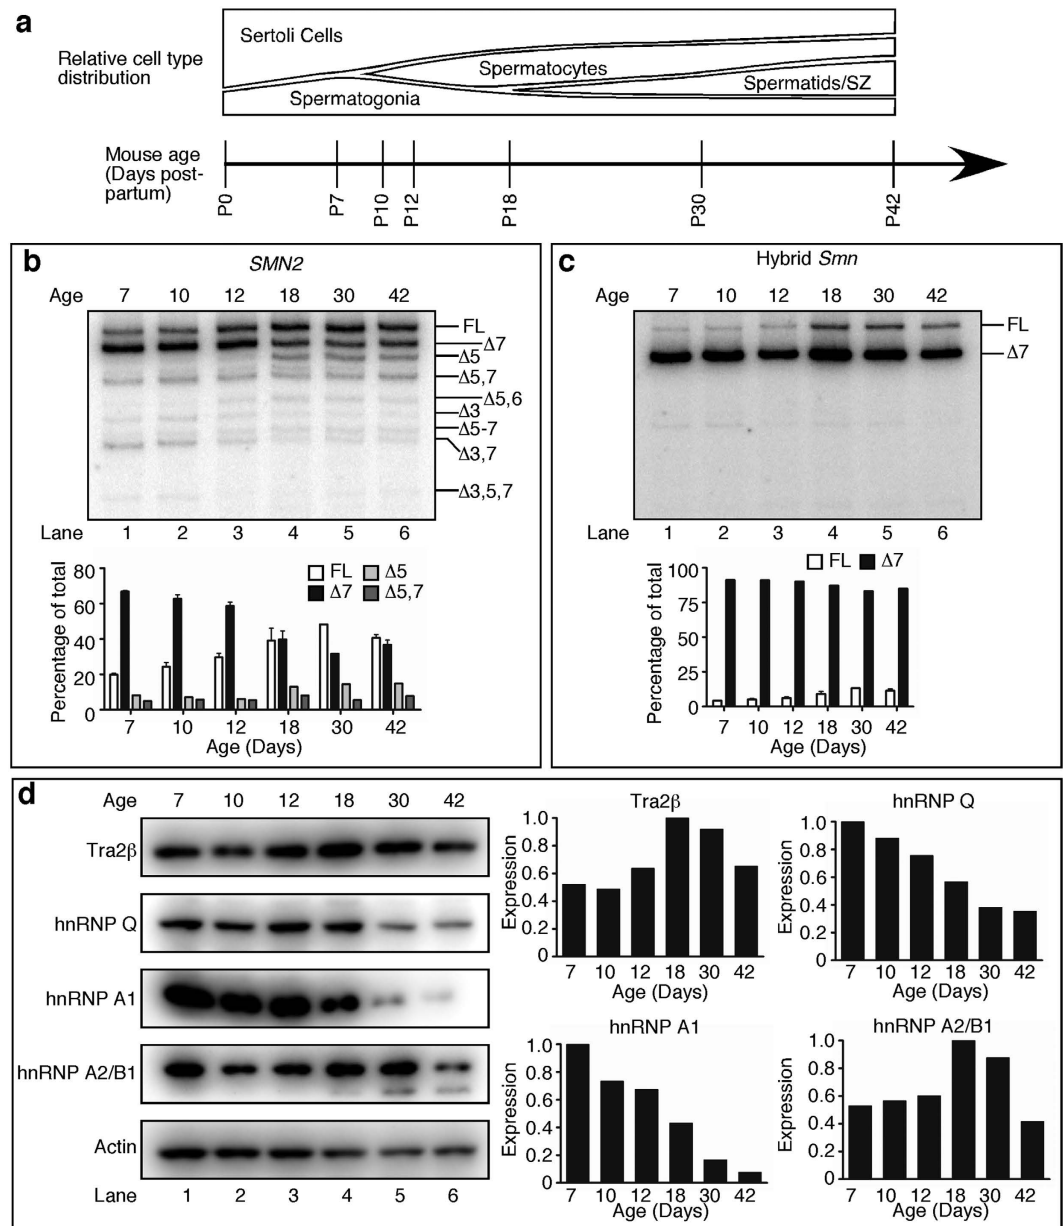 a
Relative cell type
distribution
Sertoli Cells
Spermatocytes
Spermatogonia
Spermatids/SZ
Mouse age
(Days post-
partum)
P0
P7
P10
P12
P18
P30
P42
b
SMN2
Age 7 10 12 18 30 42
FL
Δ7
Δ5
Δ5,7
Δ5,6
Δ3
Δ5-7
Δ3,7
Δ3,5,7
Lane 1 2 3 4 5 6
Percentage of total
80
60
40
20
0
FL Δ5
Δ7 Δ5,7
7 10 12 18 30 42
Age (Days)
c
Hybrid Smn
Age 7 10 12 18 30 42
FL
Δ7
Lane 1 2 3 4 5 6
Percentage of total
100
75
50
25
0
FL Δ7
7 10 12 18 30 42
Age (Days)
d
Age 7 10 12 18 30 42
Tra2β
hnRNP Q
hnRNP A1
hnRNP A2/B1
Actin
Lane 1 2 3 4 5 6
Tra2β
Expression
1.0
0.8
0.6
0.4
0.2
0
7 10 12 18 30 42
Age (Days)
hnRNP Q
Expression
1.0
0.8
0.6
0.4
0.2
0
7 10 12 18 30 42
Age (Days)
hnRNP A1
Expression
1.0
0.8
0.6
0.4
0.2
0
7 10 12 18 30 42
Age (Days)
hnRNP A2/B1
Expression
1.0
0.8
0.6
0.4
0.2
0
7 10 12 18 30 42
Age (Days)